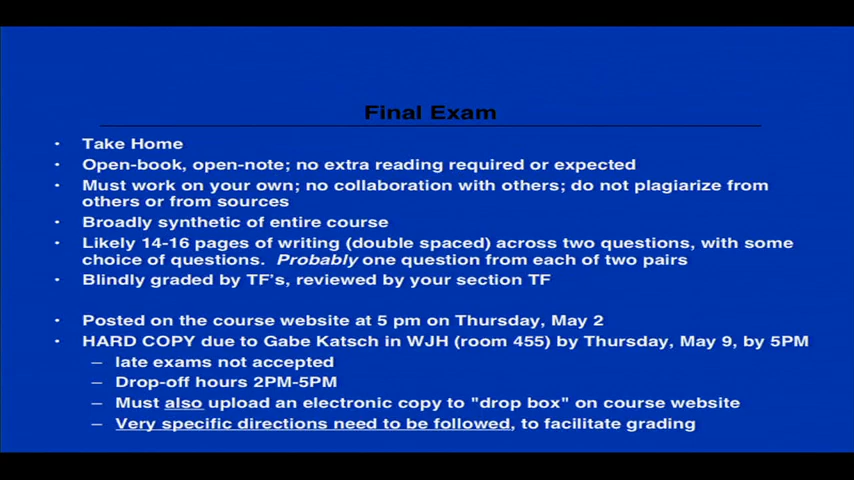 Final Exam
• Take Home
• Open-book, open-note; no extra reading required or expected
• Must work on your own; no collaboration with others; do not plagiarize from
others or from sources
• Broadly synthetic of entire course
• Likely 14-16 pages of writing (double spaced) across two questions, with some
choice of questions. Probably one question from each of two pairs
• Blindly graded by TF's, reviewed by your section TF
• Posted on the course website at 5 pm on Thursday, May 2
• HARD COPY due to Gabe Katsch in WJH (room 455) by Thursday, May 9, by 5PM
– late exams not accepted
– Drop-off hours 2PM-5PM
– Must also upload an electronic copy to "drop box" on course website
– Very specific directions need to be followed, to facilitate grading